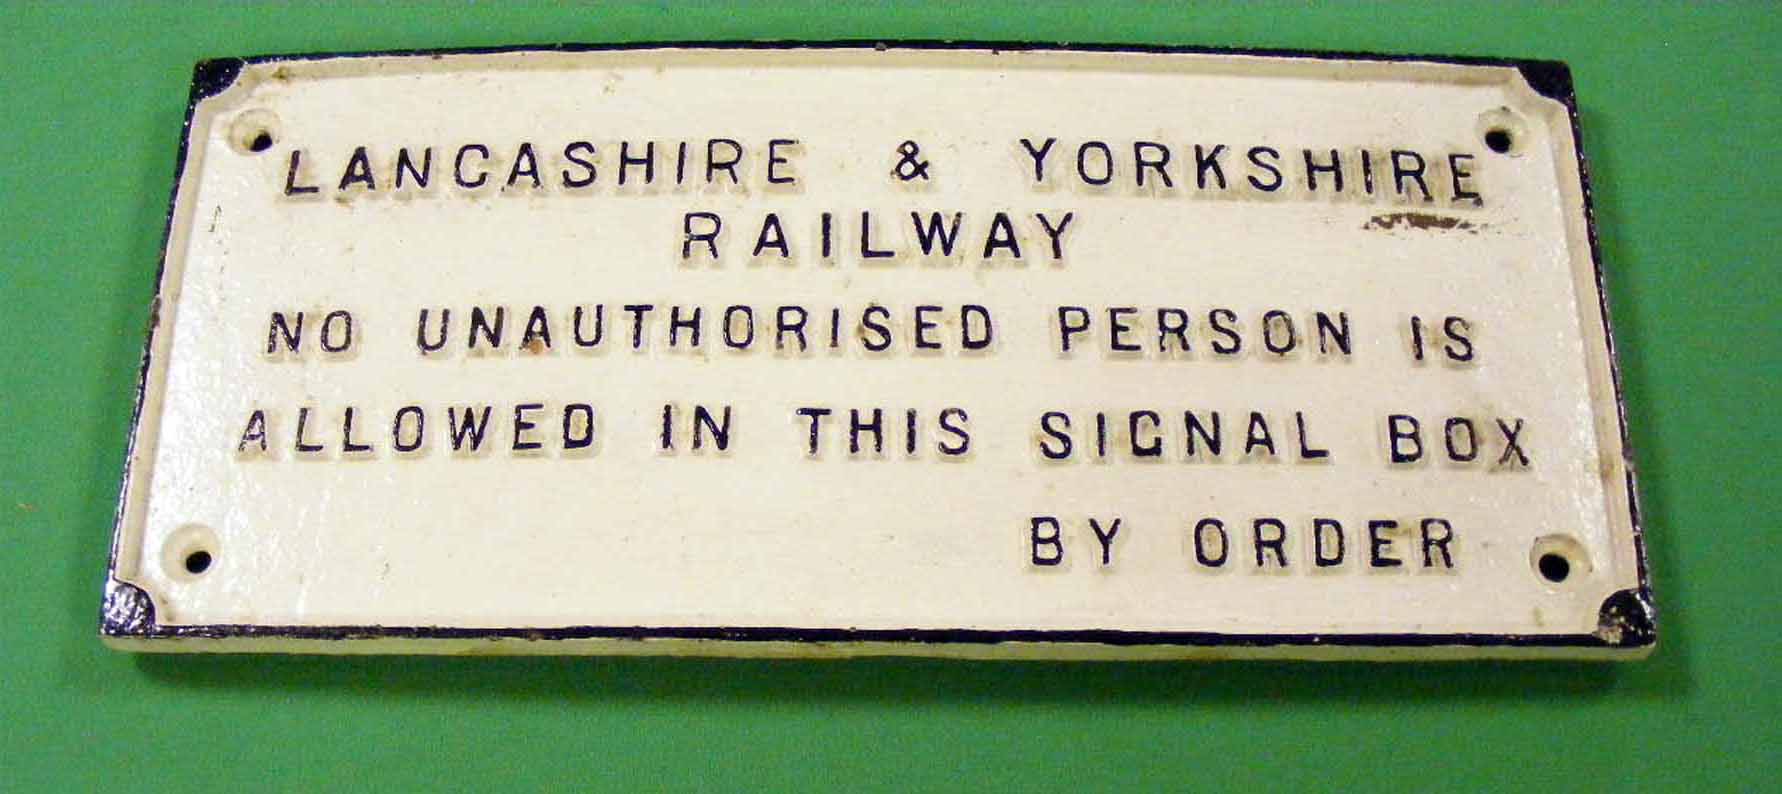 LANCASHIRE & YORKSHIRE
RAILWAY
NO UNAUTHORISED PERSON IS
ALLOWED IN THIS SIGNAL BOX
BY ORDER